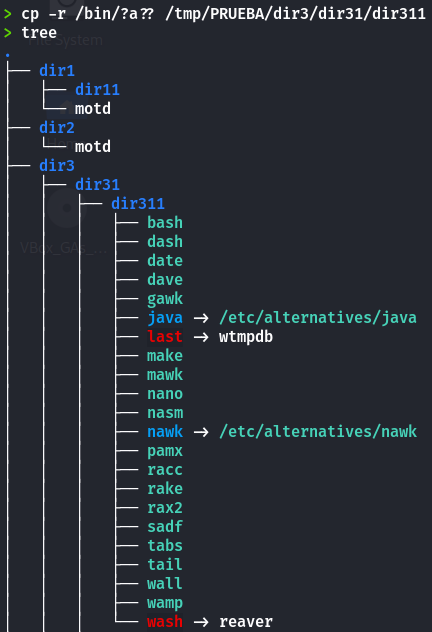 > cp -r /bin/?a?? /tmp/PRUEBA/dir3/dir31/dir311
> tree
.
├── dir1
│   ├── dir11
│   └── motd
├── dir2
│   └── motd
├── dir3
│   ├── dir31
│   │   ├── dir311
│   │   │   ├── bash
│   │   │   ├── dash
│   │   │   ├── date
│   │   │   ├── dave
│   │   │   ├── gawk
│   │   │   ├── java -> /etc/alternatives/java
│   │   │   ├── last -> wtmpdb
│   │   │   ├── make
│   │   │   ├── mawk
│   │   │   ├── nano
│   │   │   ├── nasm
│   │   │   ├── nawk -> /etc/alternatives/nawk
│   │   │   ├── pamx
│   │   │   ├── racc
│   │   │   ├── rake
│   │   │   ├── rax2
│   │   │   ├── sadf
│   │   │   ├── tabs
│   │   │   ├── tail
│   │   │   ├── wall
│   │   │   ├── wamp
│   │   │   └── wash -> reaver
File System
VBox_GAs_...